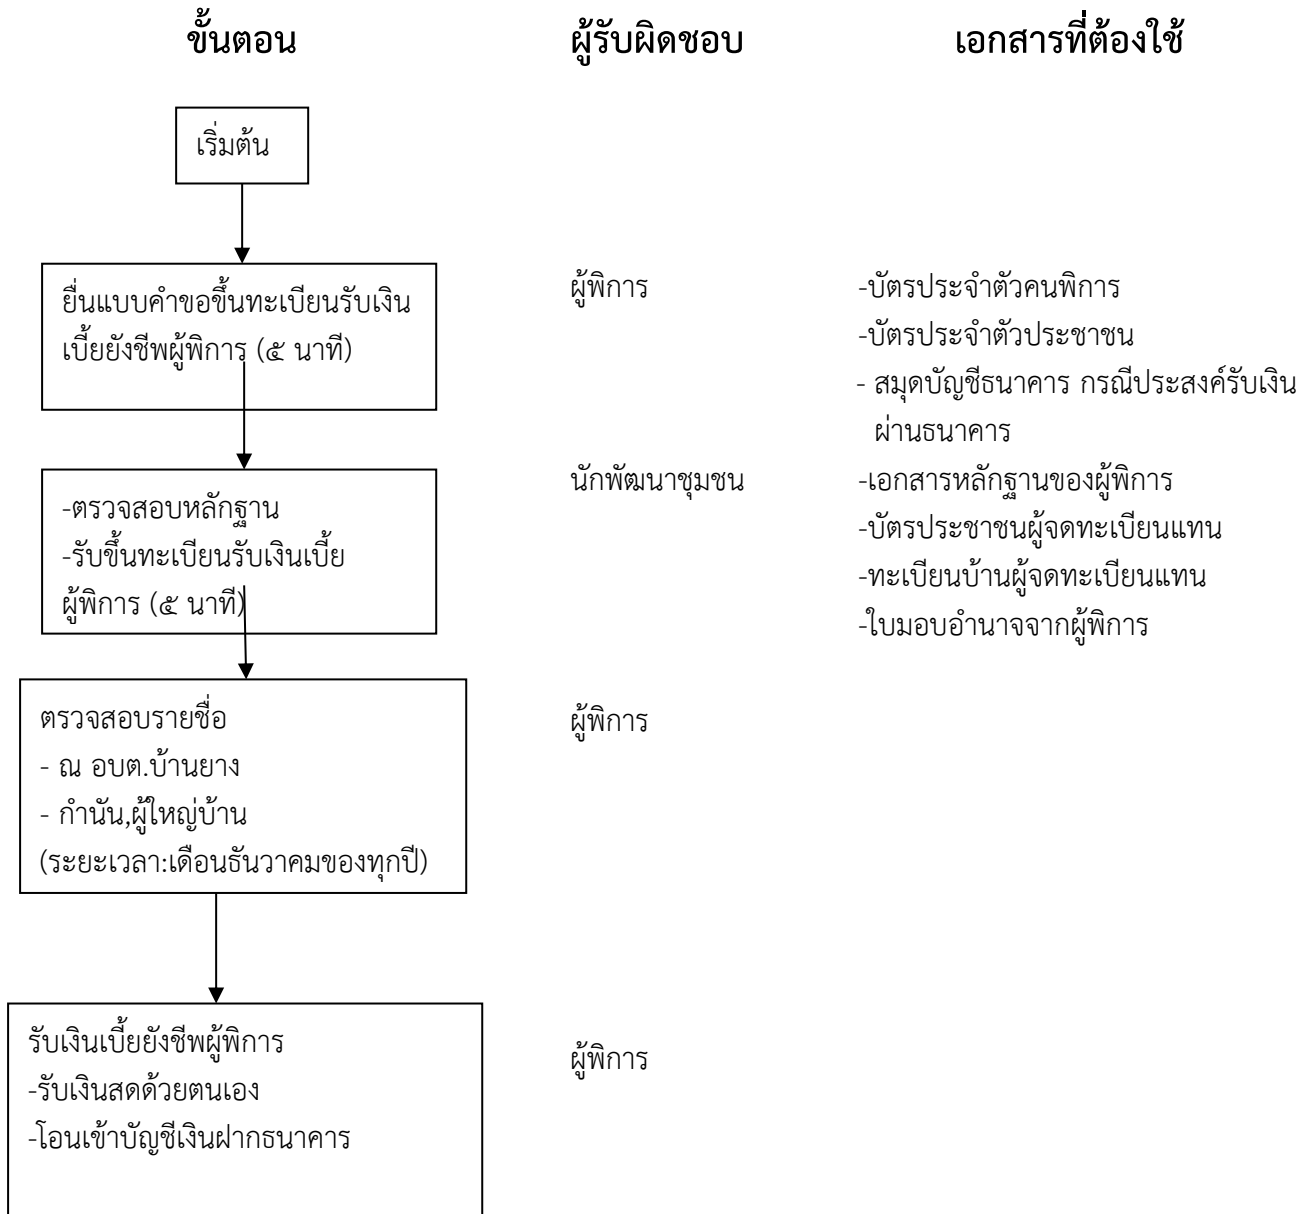 ขั้นตอน ผู้รับผิดชอบ เอกสารที่ต้องใช้
เริ่มต้น
ยื่นแบบคำขอขึ้นทะเบียนรับเงิน
เบี้ยยังชีพผู้พิการ (๕ นาที)
ผู้พิการ
-บัตรประจำตัวคนพิการ
-บัตรประจำตัวประชาชน
- สมุดบัญชีธนาคาร กรณีประสงค์รับเงิน
ผ่านธนาคาร
-ตรวจสอบหลักฐาน
-รับขึ้นทะเบียนรับเงินเบี้ย
ผู้พิการ (๕ นาที)
นักพัฒนาชุมชน
-เอกสารหลักฐานของผู้พิการ
-บัตรประชาชนผู้จดทะเบียนแทน
-ทะเบียนบ้านผู้จดทะเบียนแทน
-ใบมอบอำนาจจากผู้พิการ
ตรวจสอบรายชื่อ
- ณ อบต.บ้านยาง
- กำนัน,ผู้ใหญ่บ้าน
(ระยะเวลา:เดือนธันวาคมของทุกปี)
ผู้พิการ
รับเงินเบี้ยยังชีพผู้พิการ
-รับเงินสดด้วยตนเอง
-โอนเข้าบัญชีเงินฝากธนาคาร
ผู้พิการ